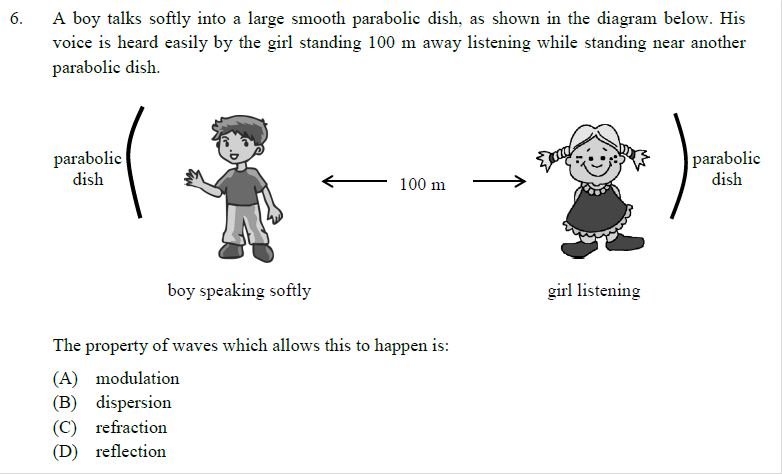 6. A boy talks softly into a large smooth parabolic dish, as shown in the diagram below. His
voice is heard easily by the girl standing 100 m away listening while standing near another
parabolic dish.
parabolic
dish
100 m
parabolic
dish
boy speaking softly
girl listening
The property of waves which allows this to happen is:
(A) modulation
(B) dispersion
(C) refraction
(D) reflection